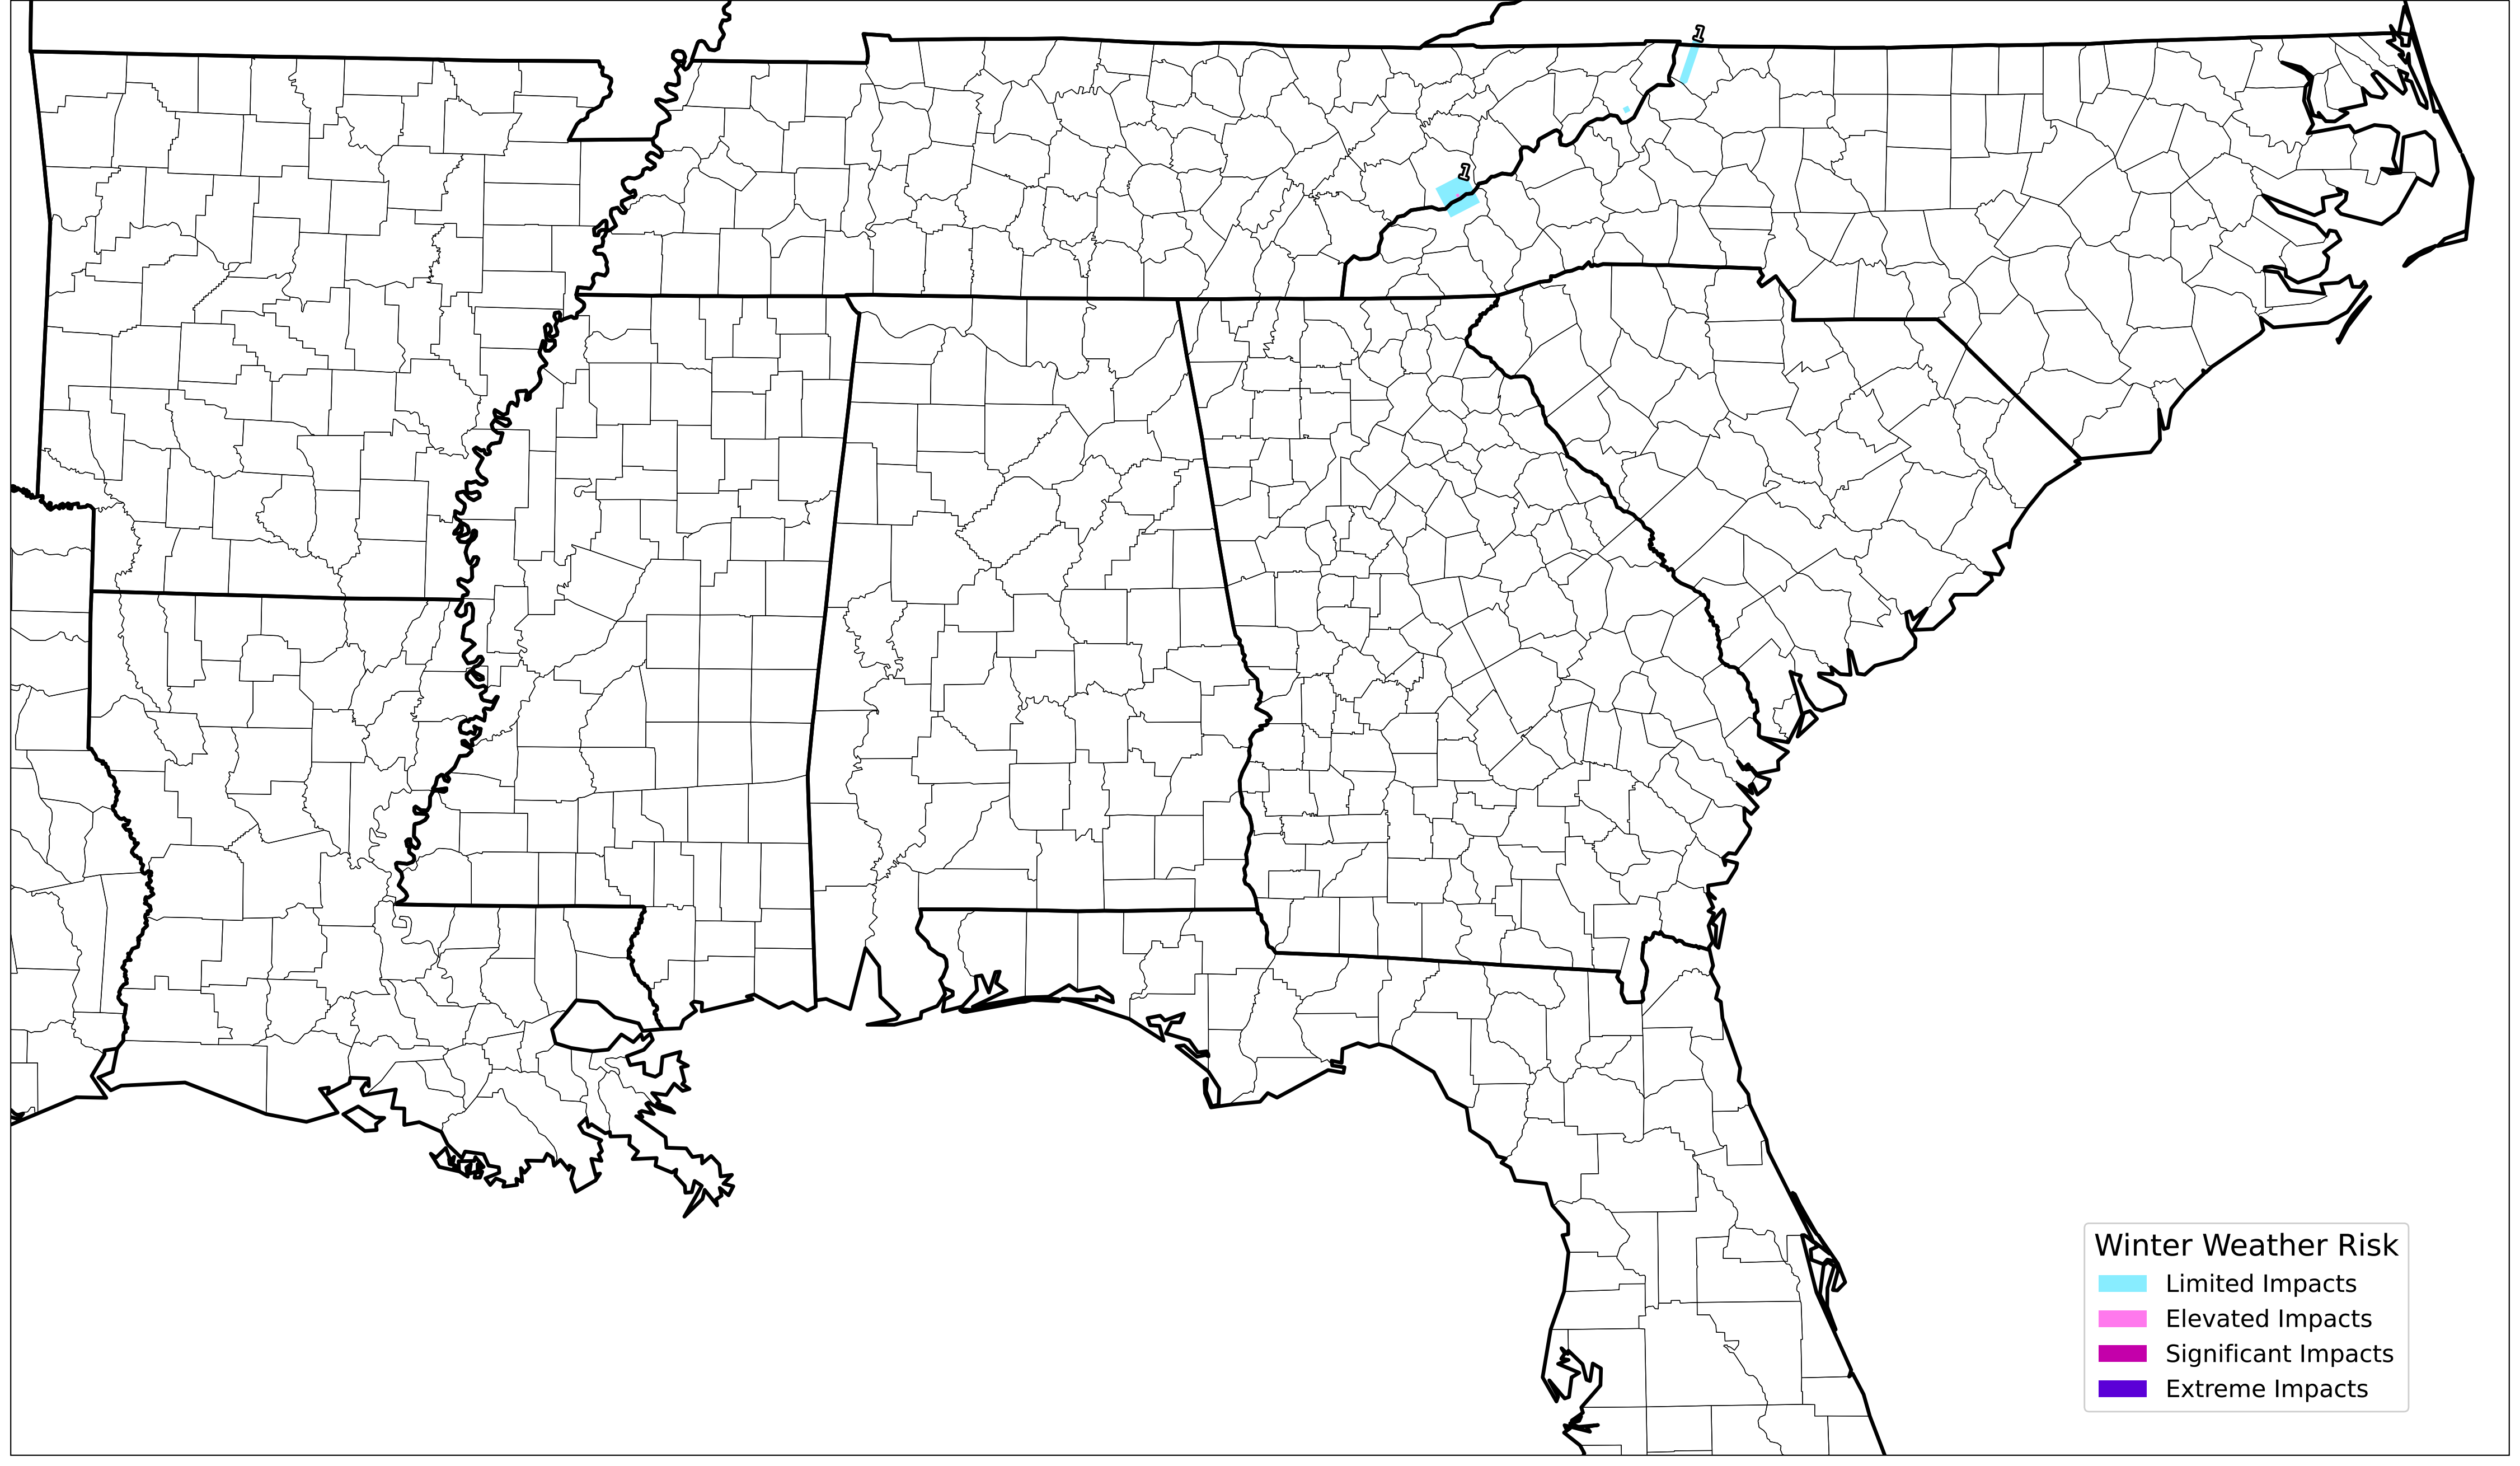 1
1
Winter Weather Risk
Limited Impacts
Elevated Impacts
Significant Impacts
Extreme Impacts